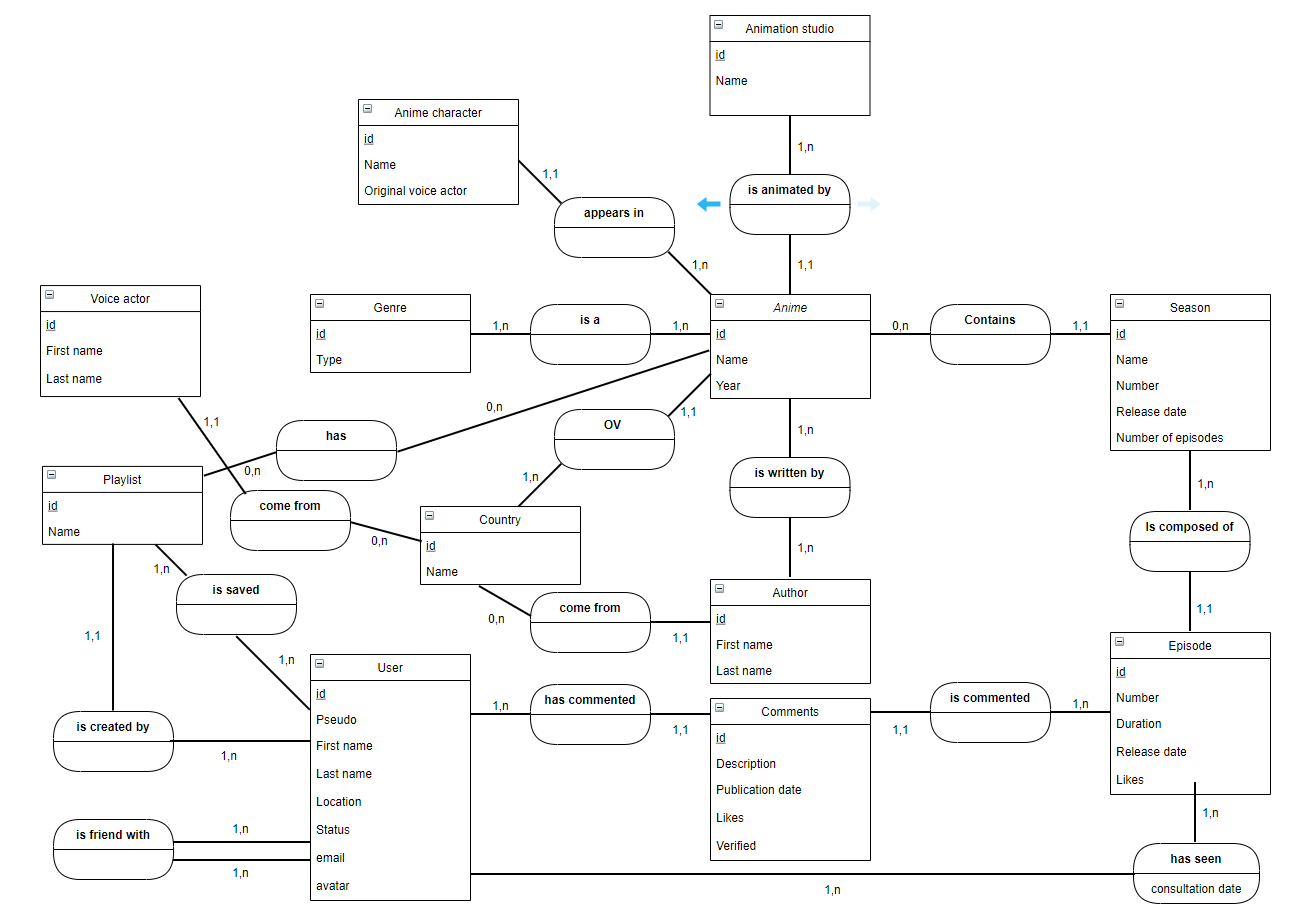 Animation studio
id
Name
1,n
is animated by
1,1
Anime character
id
Name
Original voice actor
1,1
appears in
1,n
Voice actor
id
First name
Last name
1,1
Genre
id
Type
1,n
is a
1,n
Anime
id
Name
Year
0,n
Contains
1,1
Season
id
Name
Number
Release date
Number of episodes
0,n
has
0,n
OV
1,1
1,n
1,n
is written by
1,n
1,n
Is composed of
1,1
Playlist
id
Name
come from
0,n
Country
id
Name
0,n
come from
1,1
Author
id
First name
Last name
1,n
is saved
1,n
1,1
is created by
1,n
User
id
Pseudo
First name
Last name
Location
Status
email
avatar
1,n
has commented
1,1
Comments
id
Description
Publication date
Likes
Verified
1,1
is commented
1,n
Episode
id
Number
Duration
Release date
Likes
1,n
is friend with
1,n
1,n
has seen
consultation date
1,n